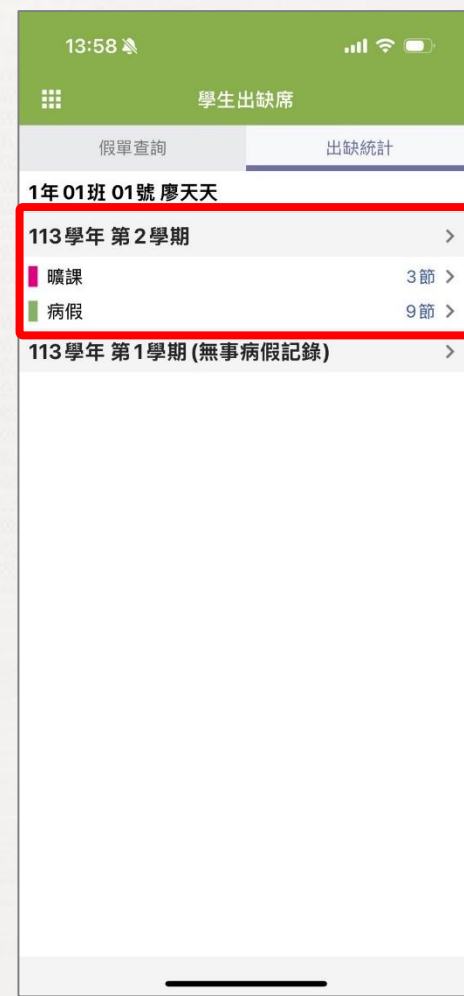 13:58
學生出缺席
假單查詢 出缺統計
1年01班 01號 廖天天
113學年 第2學期
曠課 3節
病假 9節
113學年 第1學期(無事病假記錄)